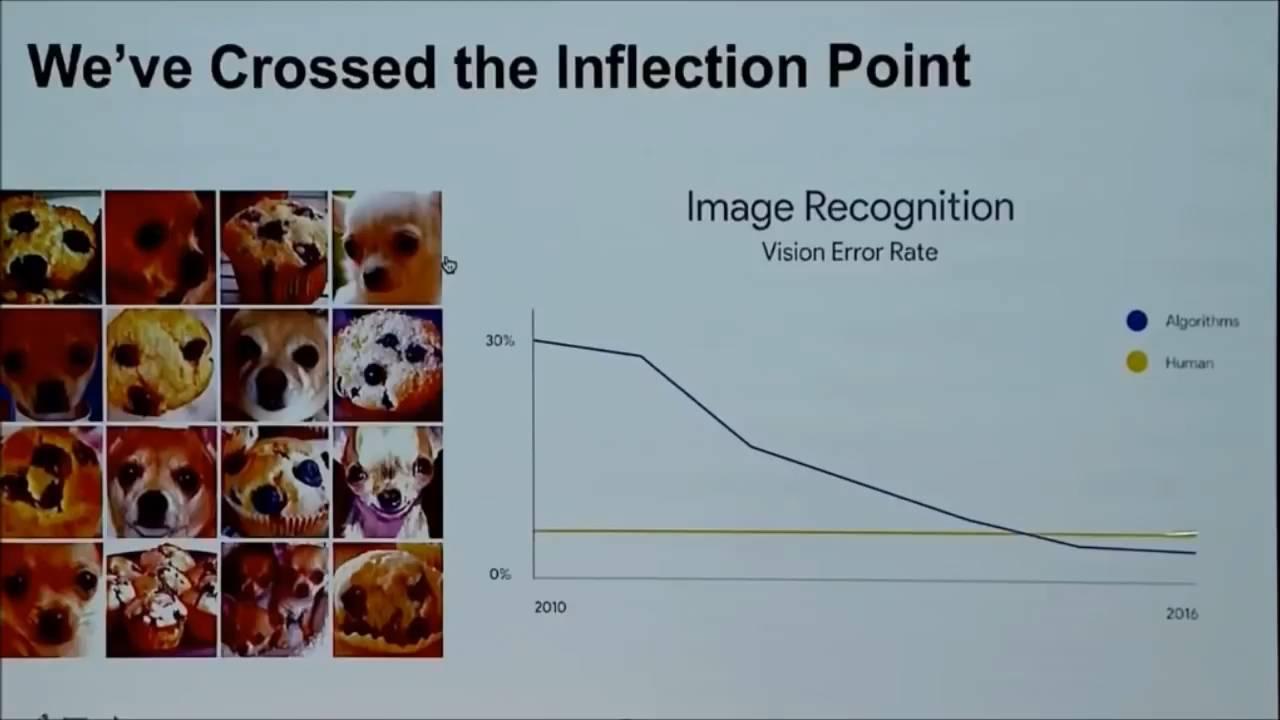 We've Crossed the Inflection Point
Image Recognition
Vision Error Rate
Algorithms
Human
30%
0%
2010
2016